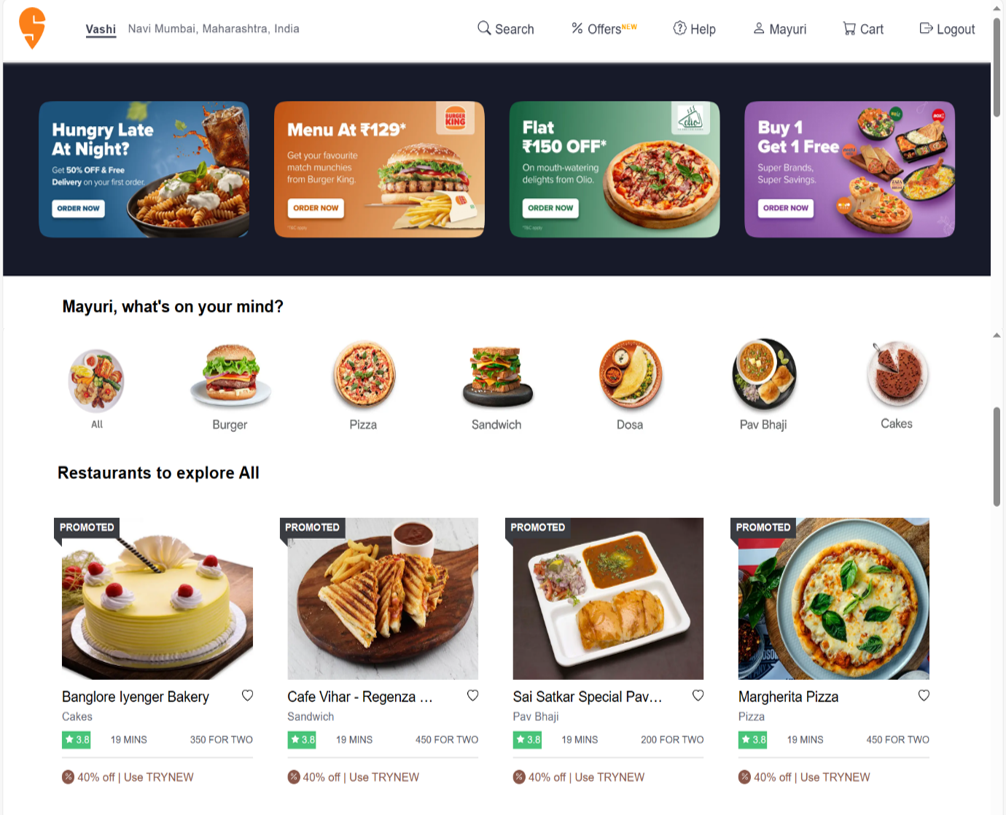 Vashi Navi Mumbai, Maharashtra, India Search Offers NEW Help Mayuri Cart Logout
Hungry Late
At Night?
Get 50% OFF & Free
Delivery on your first order.
ORDER NOW
Menu At ₹129*
BURGER
KING
Get your favourite
match munchies
from Burger King.
ORDER NOW
Flat
₹150 OFF*
olio
On mouth-watering
delights from Olio.
ORDER NOW
Buy 1
Get 1 Free
Super Brands,
Super Savings.
ORDER NOW
Mayuri, what's on your mind?
All Burger Pizza Sandwich Dosa Pav Bhaji Cakes
Restaurants to explore All
PROMOTED PROMOTED PROMOTED PROMOTED
Banglore Iyenger Bakery Cafe Vihar - Regenza ... Sai Satkar Special Pav... Margherita Pizza
Cakes Sandwich Pav Bhaji Pizza
3.8 19 MINS 350 FOR TWO 3.8 19 MINS 450 FOR TWO 3.8 19 MINS 200 FOR TWO 3.8 19 MINS 450 FOR TWO
40% off | Use TRYNEW 40% off | Use TRYNEW 40% off | Use TRYNEW 40% off | Use TRYNEW